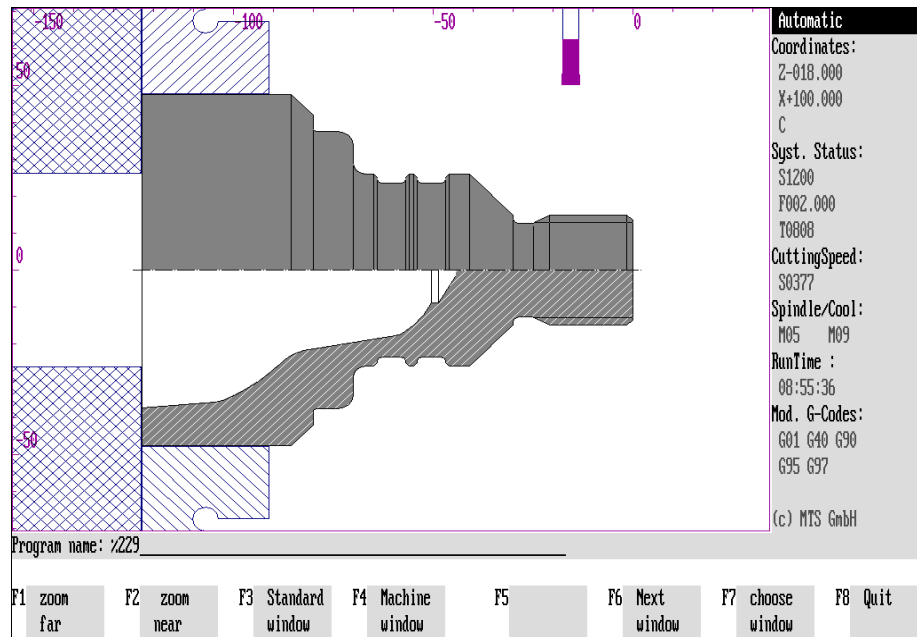 -150 -100 -50 0
50
0
-50
Automatic
Coordinates:
Z-018.000
X+100.000
C
Syst. Status:
S1200
F002.000
T0808
CuttingSpeed:
S0377
Spindle/Cool:
M05 M09
RunTime :
08:55:36
Mod. G-Codes:
G01 G40 G90
G95 G97
(c) MTS GmbH
Program name: %229
F1 zoom far
F2 zoom near
F3 Standard window
F4 Machine window
F5
F6 Next window
F7 choose window
F8 Quit